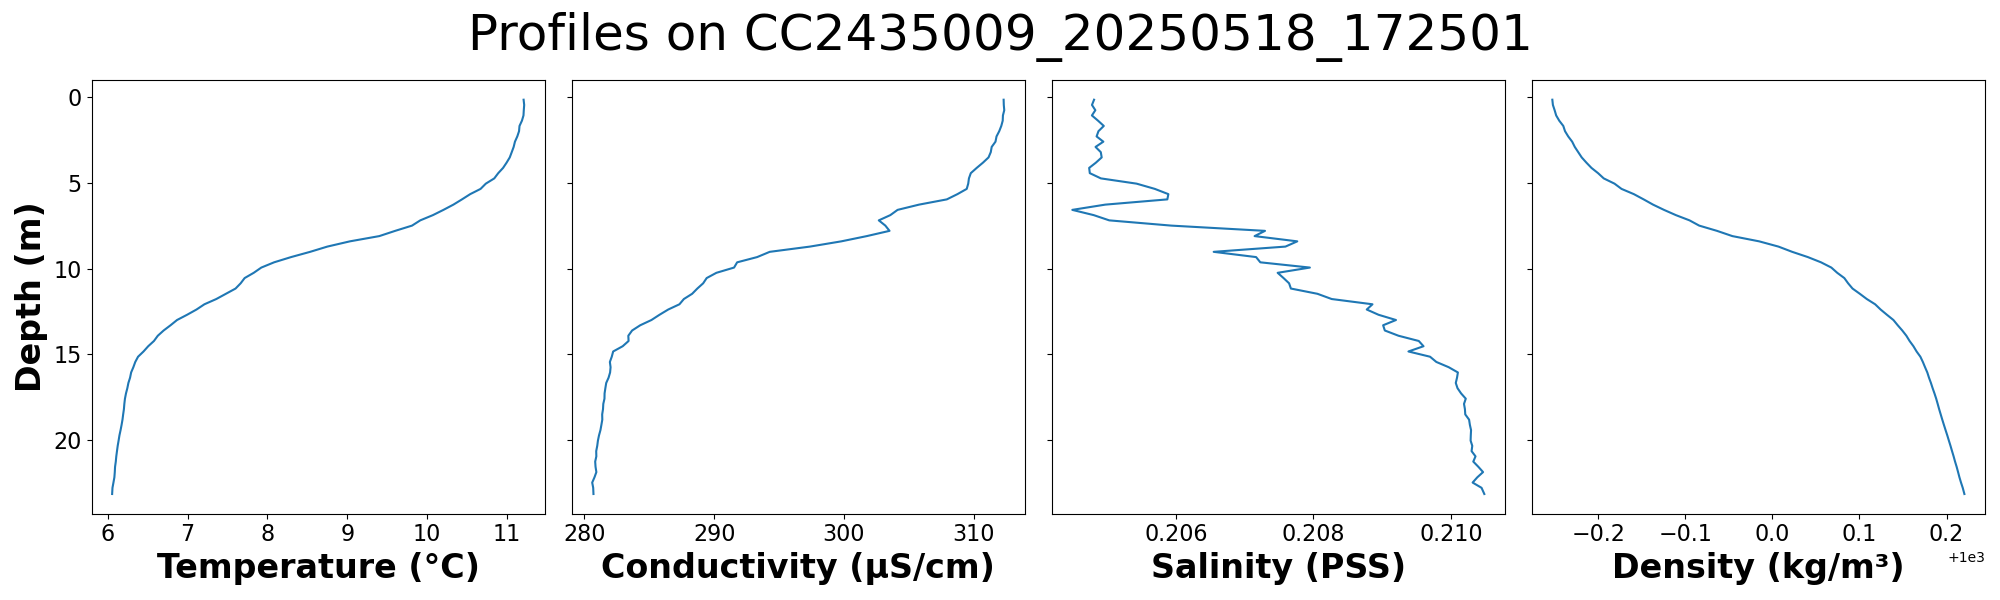 Profiles on CC2435009_20250518_172501
Depth (m)
0
5
10
15
20
6 7 8 9 10 11
Temperature (°C)
280 290 300 310
Conductivity (µS/cm)
0.206 0.208 0.210
Salinity (PSS)
−0.2 −0.1 0.0 0.1 0.2
+1e3
Density (kg/m³)